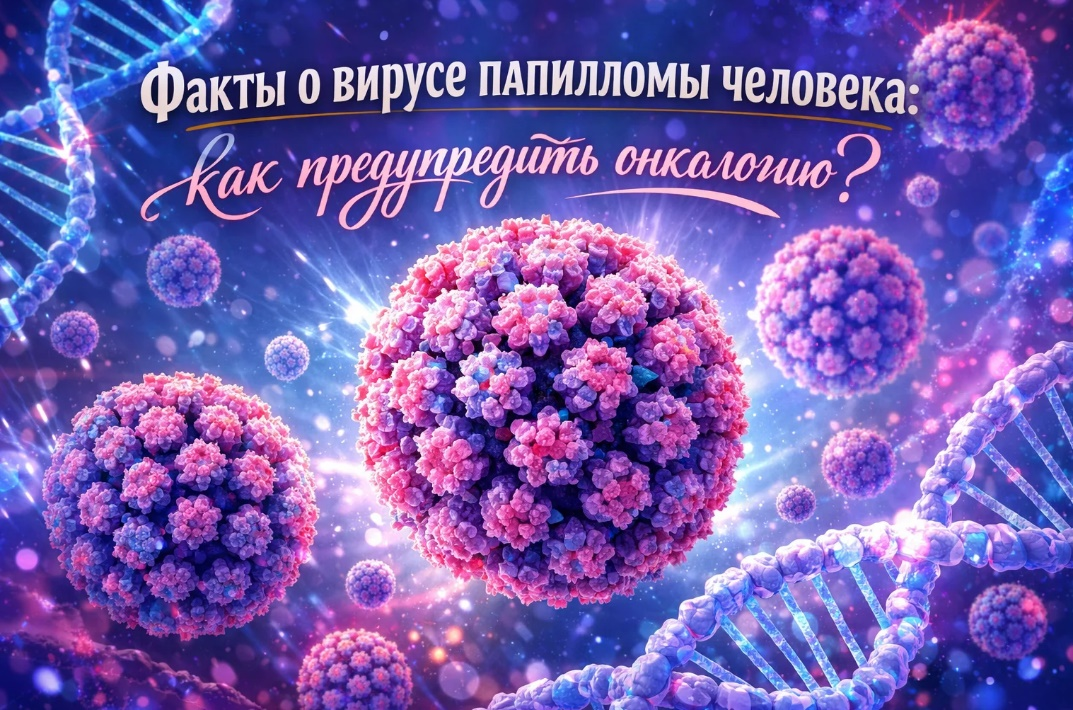 Факты о вирусе папилломы человека:
как предупредить онкалогию?